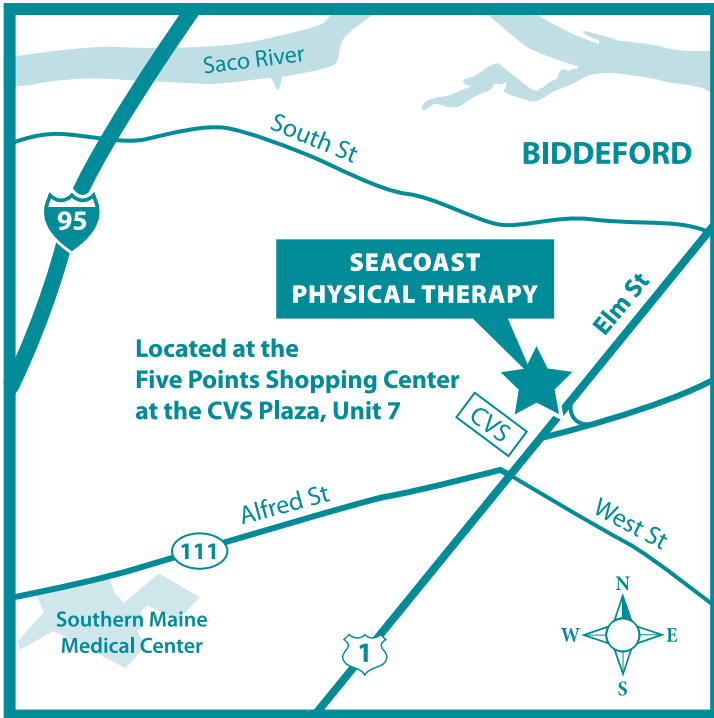 Saco River
South St
BIDDEFORD
95
SEACOAST
PHYSICAL THERAPY
Elm St
Located at the
Five Points Shopping Center
at the CVS Plaza, Unit 7
CVS
Alfred St
West St
111
Southern Maine
Medical Center
1
N
W E
S